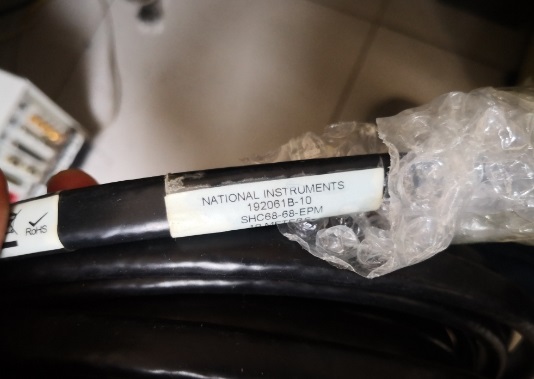 NATIONAL INSTRUMENTS
192061B-10
SHC68-68-EPM
RoHS